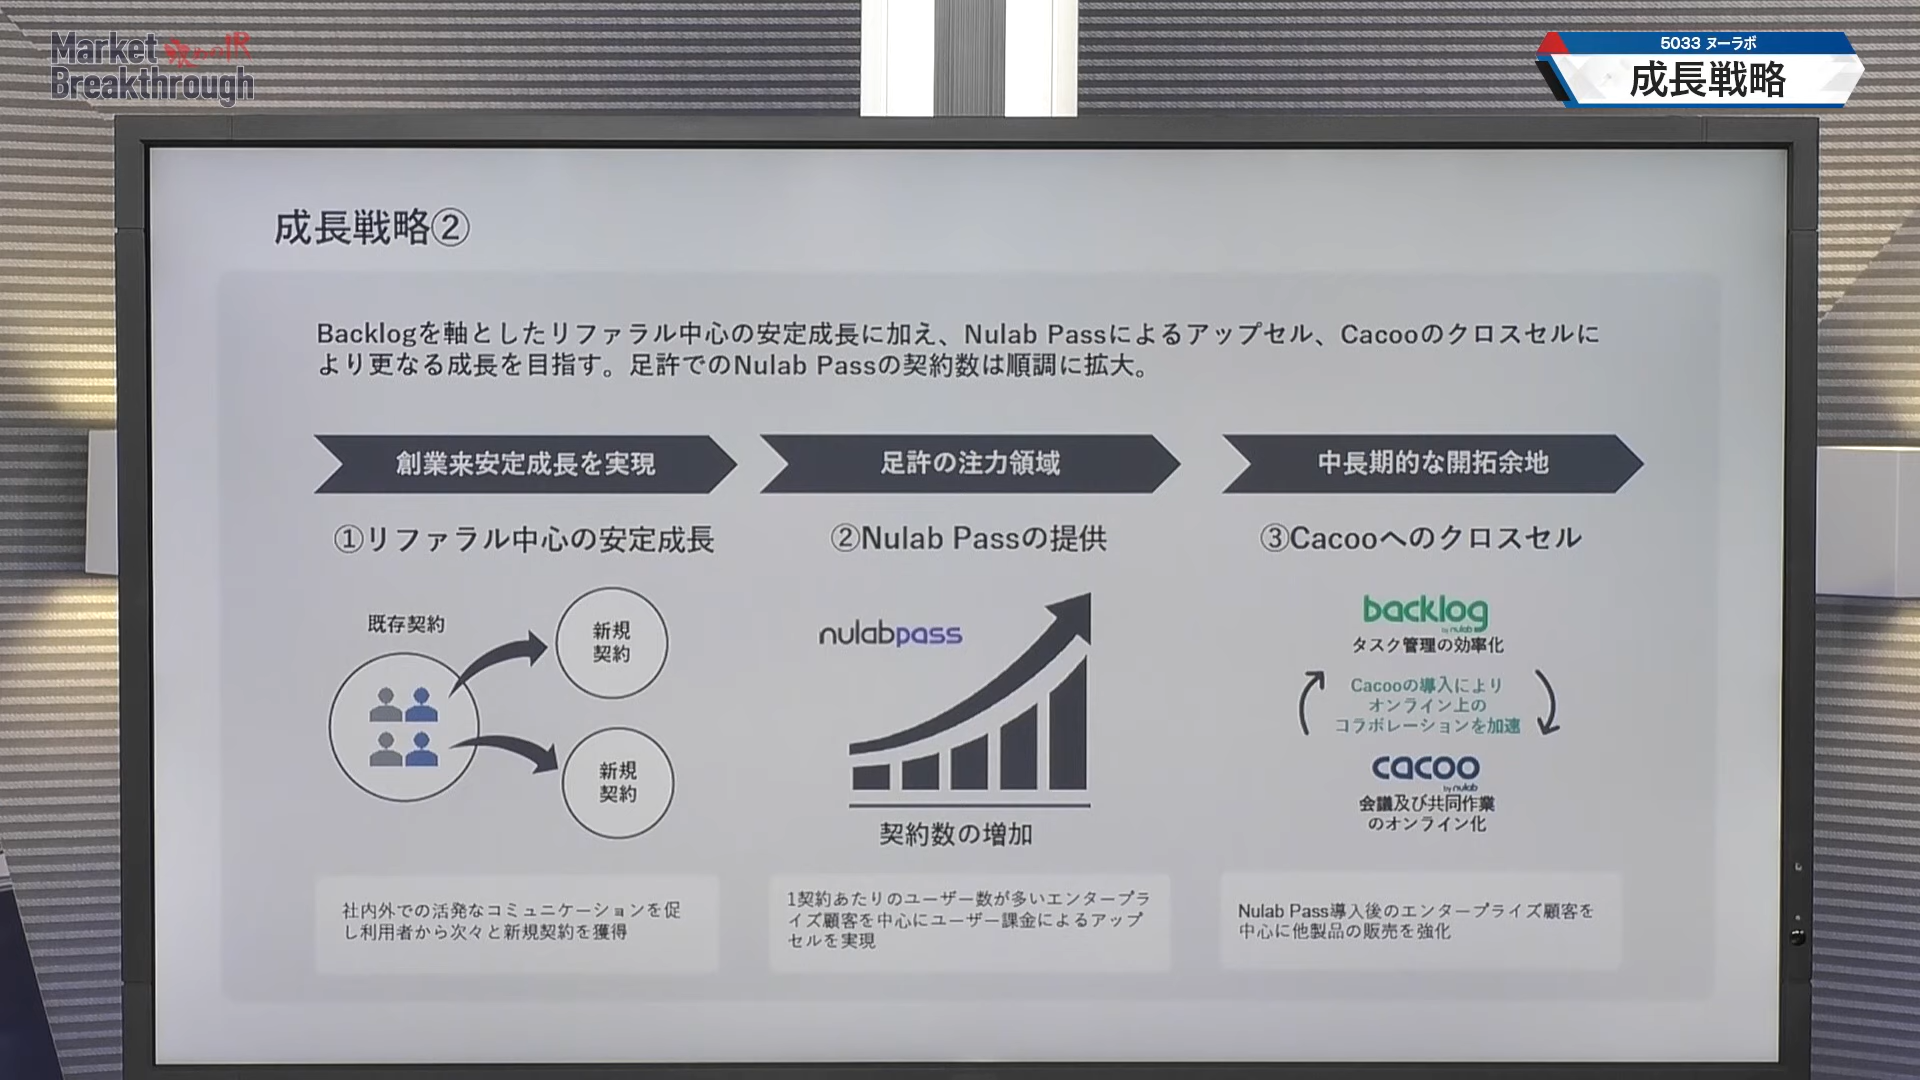 Market 攻めのIR
Breakthrough
5033 ヌーラボ
成長戦略
成長戦略②
Backlogを軸としたリファラル中心の安定成長に加え、Nulab Passによるアップセル、Cacooのクロスセルに
より更なる成長を目指す。足許でのNulab Passの契約数は順調に拡大。
創業来安定成長を実現
①リファラル中心の安定成長
既存契約
新規
契約
新規
契約
社内外での活発なコミュニケーションを促
し利用者から次々と新規契約を獲得
足許の注力領域
②Nulab Passの提供
nulabpass
契約数の増加
1契約あたりのユーザー数が多いエンタープラ
イズ顧客を中心にユーザー課金によるアップ
セルを実現
中長期的な開拓余地
③Cacooへのクロスセル
backlog
by nulab
タスク管理の効率化
Cacooの導入により
オンライン上の
コラボレーションを加速
cacoo
by nulab
会議及び共同作業
のオンライン化
Nulab Pass導入後のエンタープライズ顧客を
中心に他製品の販売を強化